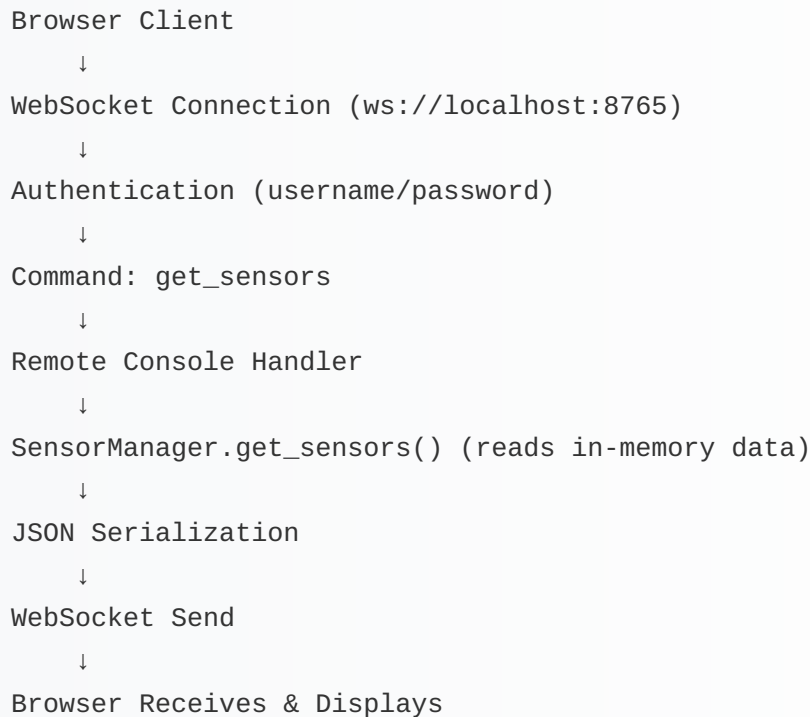 Browser Client
↓
WebSocket Connection (ws://localhost:8765)
↓
Authentication (username/password)
↓
Command: get_sensors
↓
Remote Console Handler
↓
SensorManager.get_sensors() (reads in-memory data)
↓
JSON Serialization
↓
WebSocket Send
↓
Browser Receives & Displays